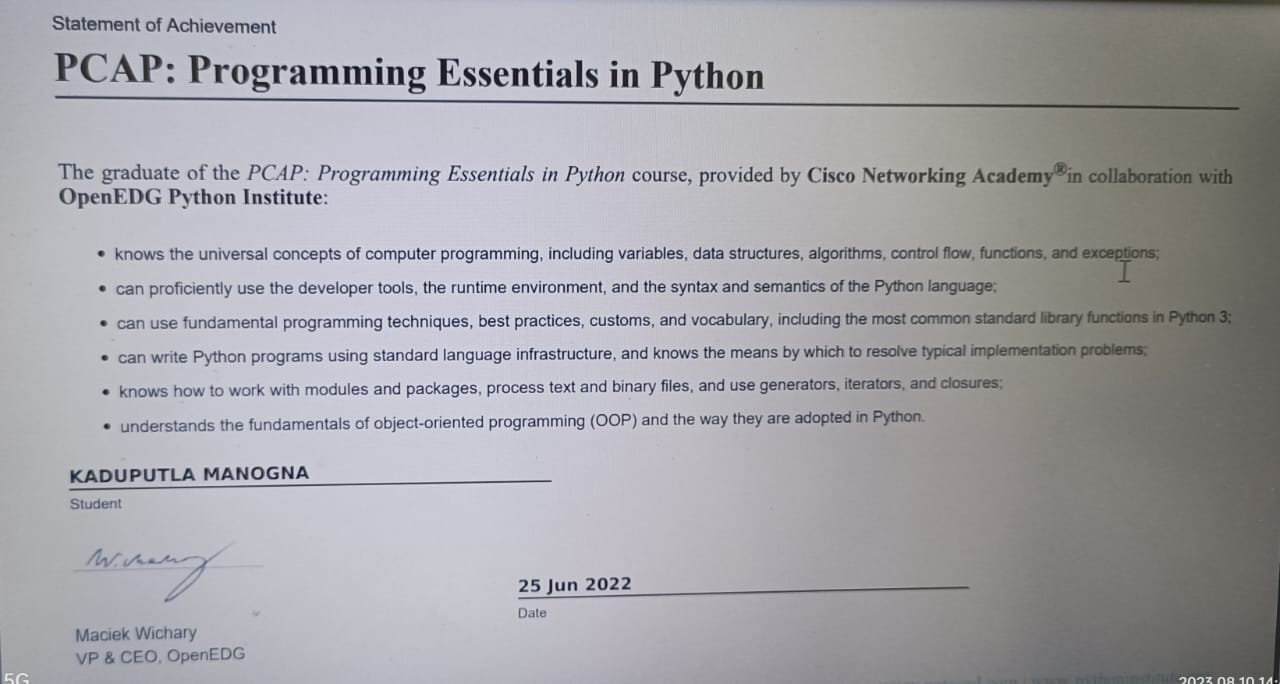 Statement of Achievement
PCAP: Programming Essentials in Python
The graduate of the PCAP: Programming Essentials in Python course, provided by Cisco Networking Academy® in collaboration with
OpenEDG Python Institute:
• knows the universal concepts of computer programming, including variables, data structures, algorithms, control flow, functions, and exceptions;
• can proficiently use the developer tools, the runtime environment, and the syntax and semantics of the Python language;
• can use fundamental programming techniques, best practices, customs, and vocabulary, including the most common standard library functions in Python 3;
• can write Python programs using standard language infrastructure, and knows the means by which to resolve typical implementation problems;
• knows how to work with modules and packages, process text and binary files, and use generators, iterators, and closures;
• understands the fundamentals of object-oriented programming (OOP) and the way they are adopted in Python.
KADUPUTLA MANOGNA
Student
25 Jun 2022
Date
Maciek Wichary
VP & CEO, OpenEDG
5G
2023.08.10 14: